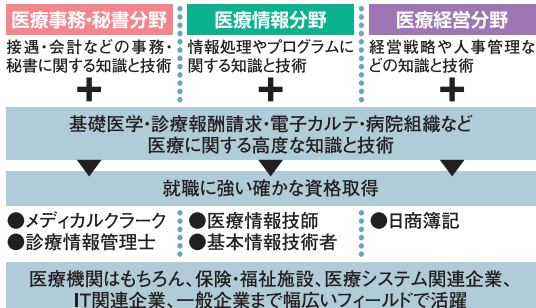 医療事務・秘書分野
接遇・会計などの事務・
秘書に関する知識と技術
+
医療情報分野
情報処理やプログラムに
関する知識と技術
+
医療経営分野
経営戦略や人事管理な
どの知識と技術
+
基礎医学・診療報酬請求・電子カルテ・病院組織など
医療に関する高度な知識と技術
就職に強い確かな資格取得
●メディカルクラーク
●診療情報管理士
●医療情報技師
●基本情報技術者
●日商簿記
医療機関はもちろん、保険・福祉施設、医療システム関連企業、
IT関連企業、一般企業まで幅広いフィールドで活躍